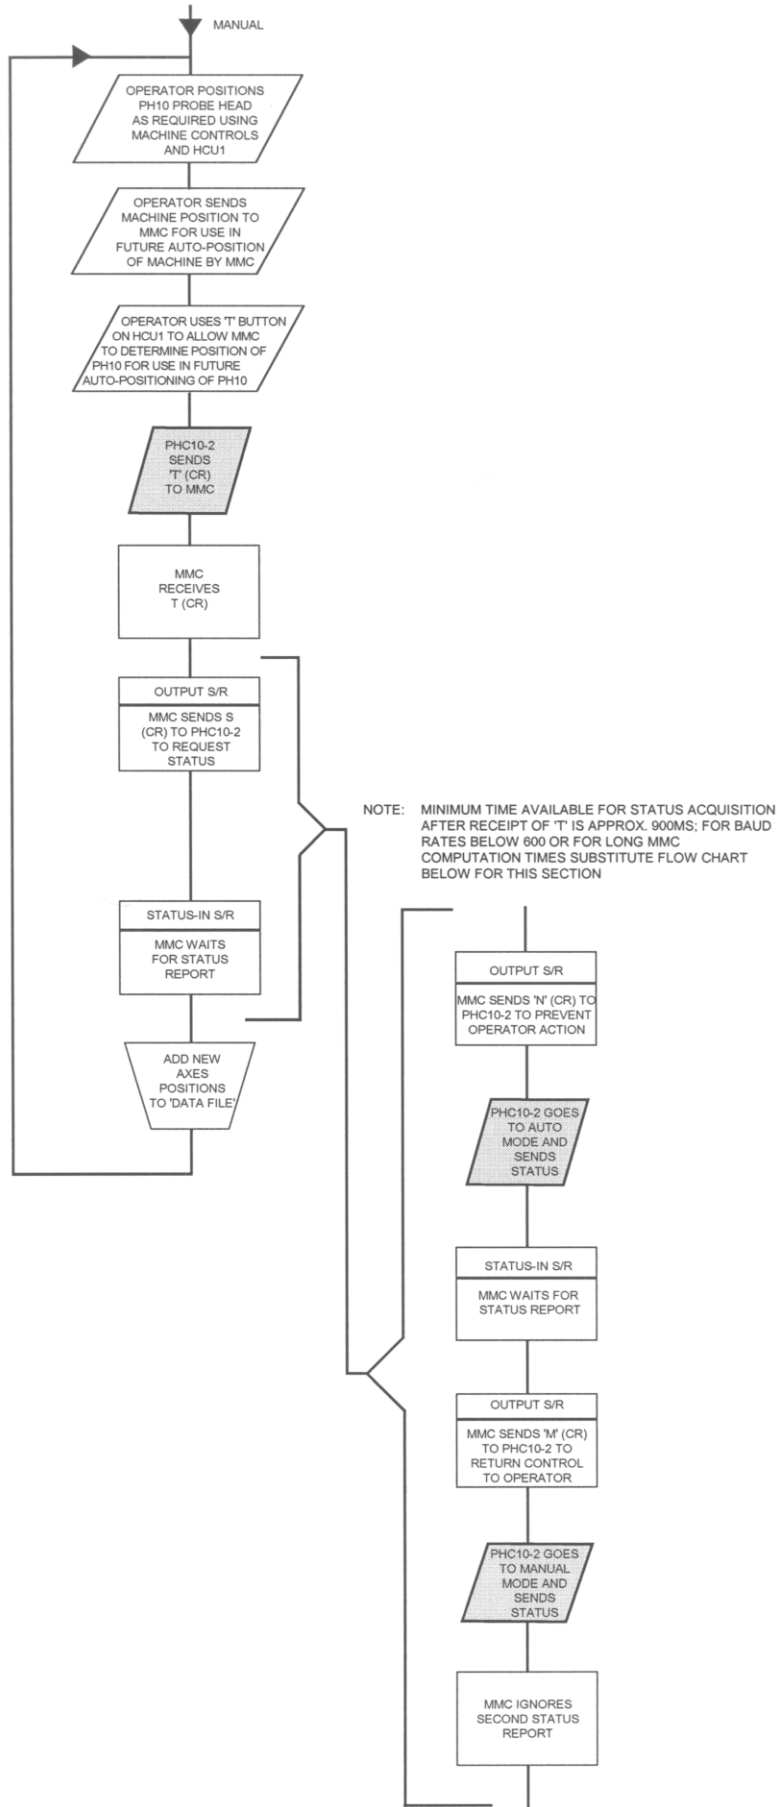 MANUAL
OPERATOR POSITIONS
PH10 PROBE HEAD
AS REQUIRED USING
MACHINE CONTROLS
AND HCU1
OPERATOR SENDS
MACHINE POSITION TO
MMC FOR USE IN
FUTURE AUTO-POSITION
OF MACHINE BY MMC
OPERATOR USES 'T' BUTTON
ON HCU1 TO ALLOW MMC
TO DETERMINE POSITION OF
PH10 FOR USE IN FUTURE
AUTO-POSITIONING OF PH10
PHC10-2
SENDS
'T' (CR)
TO MMC
MMC
RECEIVES
T (CR)
OUTPUT S/R
MMC SENDS S
(CR) TO PHC10-2
TO REQUEST
STATUS
STATUS-IN S/R
MMC WAITS
FOR STATUS
REPORT
ADD NEW
AXES
POSITIONS
TO 'DATA FILE'
NOTE: MINIMUM TIME AVAILABLE FOR STATUS ACQUISITION
AFTER RECEIPT OF 'T' IS APPROX. 900MS; FOR BAUD
RATES BELOW 600 OR FOR LONG MMC
COMPUTATION TIMES SUBSTITUTE FLOW CHART
BELOW FOR THIS SECTION
OUTPUT S/R
MMC SENDS 'N' (CR) TO
PHC10-2 TO PREVENT
OPERATOR ACTION
PHC10-2 GOES
TO AUTO
MODE AND
SENDS
STATUS
STATUS-IN S/R
MMC WAITS FOR
STATUS REPORT
OUTPUT S/R
MMC SENDS 'M' (CR)
TO PHC10-2 TO
RETURN CONTROL
TO OPERATOR
PHC10-2 GOES
TO MANUAL
MODE AND
SENDS
STATUS
MMC IGNORES
SECOND STATUS
REPORT